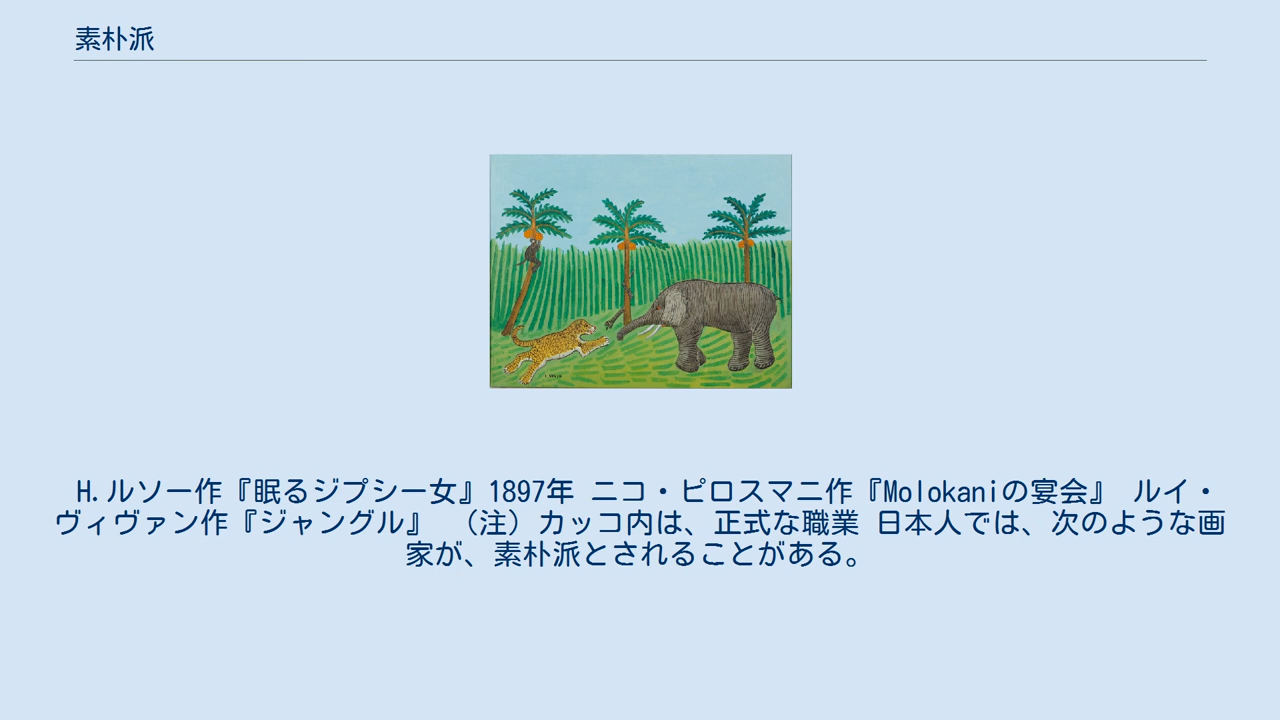 素朴派
H.ルソー作『眠るジプシー女』1897年 ニコ・ピロスマニ作『Molokaniの宴会』 ルイ・
ヴィヴァン作『ジャングル』 （注）カッコ内は、正式な職業 日本人では、次のような画
家が、素朴派とされることがある。